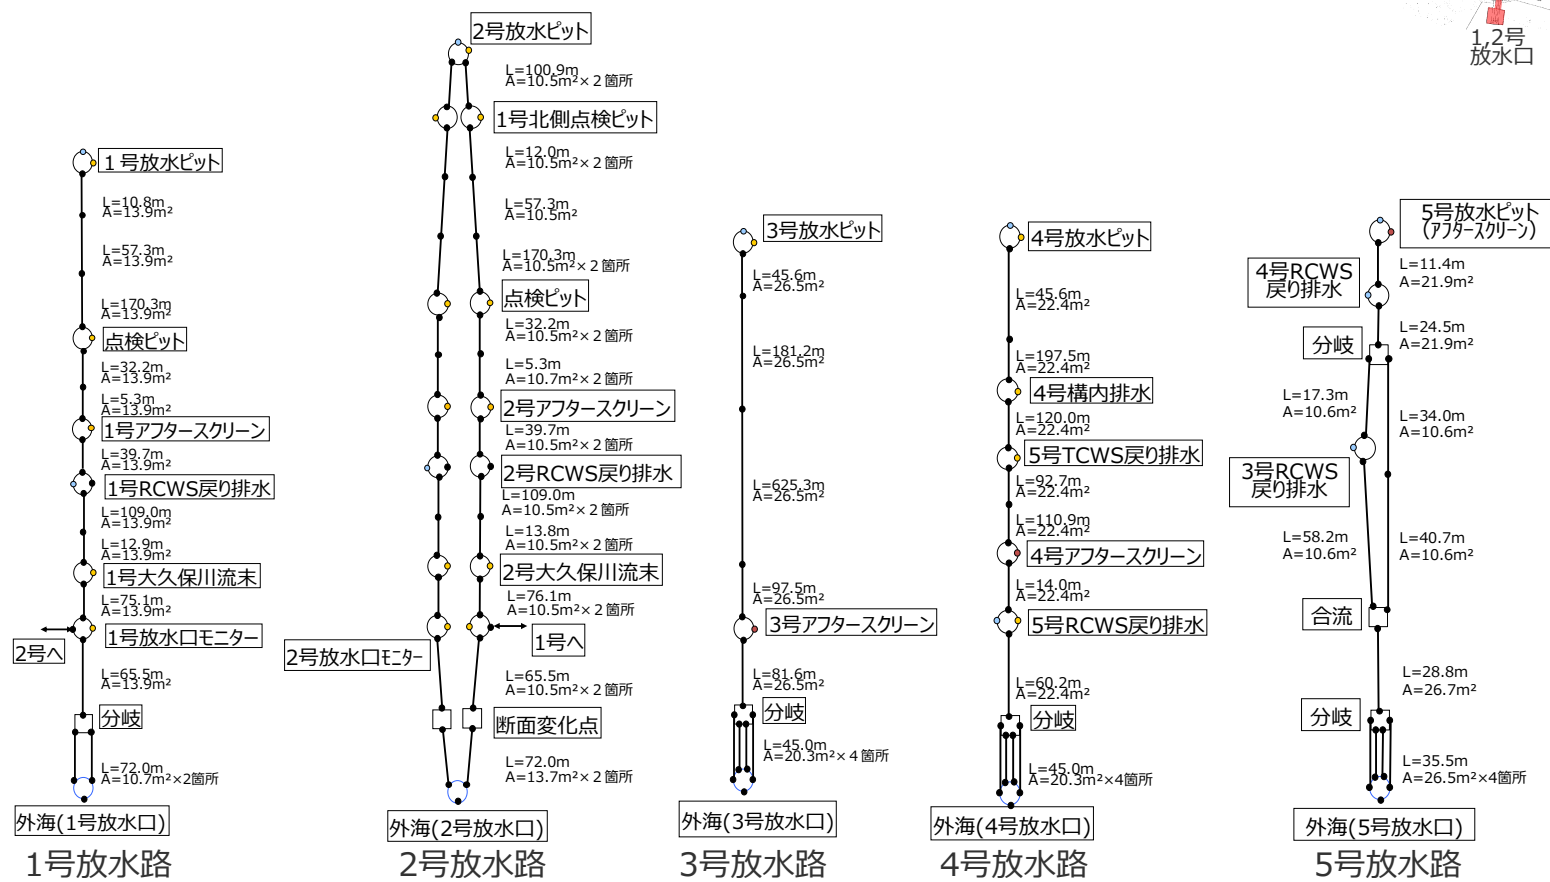 1,2号
放水口
1号放水ピット
L=10.8m
A=13.9m²
L=57.3m
A=13.9m²
L=170.3m
A=13.9m²
点検ピット
L=32.2m
A=13.9m²
L=5.3m
A=13.9m²
1号アフタースクリーン
L=39.7m
A=13.9m²
1号RCWS戻り排水
L=109.0m
A=13.9m²
L=12.9m
A=13.9m²
1号大久保川流末
L=75.1m
A=13.9m²
1号放水口モニター
2号へ
L=65.5m
A=13.9m²
分岐
L=72.0m
A=10.7m²×2箇所
外海(1号放水口)
1号放水路
2号放水ピット
L=100.9m
A=10.5m²×2箇所
1号北側点検ピット
L=12.0m
A=10.5m²×2箇所
L=57.3m
A=10.5m²
L=170.3m
A=10.5m²×2箇所
点検ピット
L=32.2m
A=10.5m²×2箇所
L=5.3m
A=10.7m²×2箇所
2号アフタースクリーン
L=39.7m
A=10.5m²×2箇所
2号RCWS戻り排水
L=109.0m
A=10.5m²×2箇所
L=13.8m
A=10.5m²×2箇所
2号大久保川流末
L=76.1m
A=10.5m²×2箇所
1号へ
2号放水口モニター
L=65.5m
A=10.5m²×2箇所
断面変化点
L=72.0m
A=13.7m²×2箇所
外海(2号放水口)
2号放水路
3号放水ピット
L=45.6m
A=26.5m²
L=181.2m
A=26.5m²
L=625.3m
A=26.5m²
L=97.5m
A=26.5m²
3号アフタースクリーン
L=81.6m
A=26.5m²
分岐
L=45.0m
A=20.3m²×4箇所
外海(3号放水口)
3号放水路
4号放水ピット
L=45.6m
A=22.4m²
L=197.5m
A=22.4m²
4号構内排水
L=120.0m
A=22.4m²
5号TCWS戻り排水
L=92.7m
A=22.4m²
L=110.9m
A=22.4m²
4号アフタースクリーン
L=14.0m
A=22.4m²
5号RCWS戻り排水
L=60.2m
A=22.4m²
分岐
L=45.0m
A=20.3m²×4箇所
外海(4号放水口)
4号放水路
5号放水ピット
(アフタースクリーン)
L=11.4m
A=21.9m²
4号RCWS
戻り排水
L=24.5m
A=21.9m²
分岐
L=17.3m
A=10.6m²
L=34.0m
A=10.6m²
3号RCWS
戻り排水
L=58.2m
A=10.6m²
L=40.7m
A=10.6m²
合流
L=28.8m
A=26.7m²
分岐
L=35.5m
A=26.5m²×4箇所
外海(5号放水口)
5号放水路